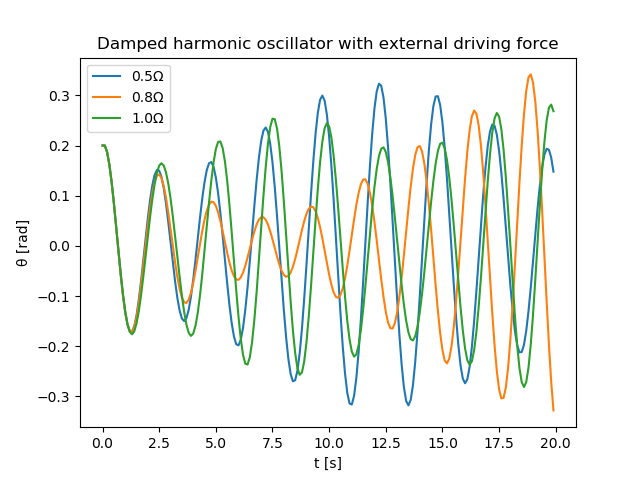 Damped harmonic oscillator with external driving force
0.5Ω
0.8Ω
1.0Ω
0.3
0.2
0.1
0.0
−0.1
−0.2
−0.3
θ [rad]
0.0 2.5 5.0 7.5 10.0 12.5 15.0 17.5 20.0
t [s]